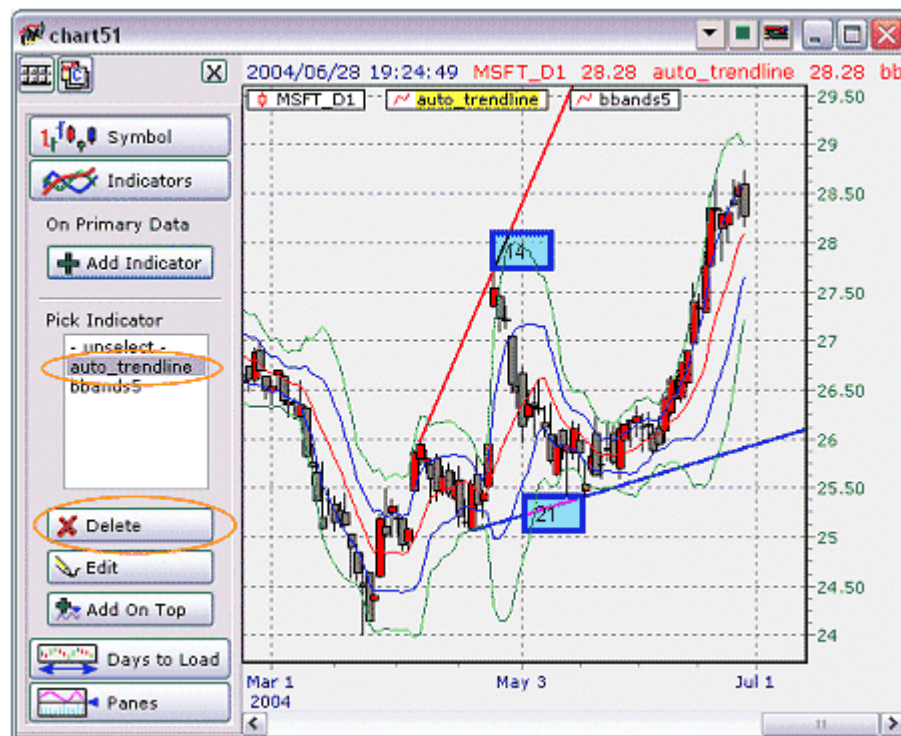 chart51
2004/06/28 19:24:49 MSFT_D1 28.28 auto_trendline 28.28 bb
MSFT_D1 auto_trendline bbands5
Symbol
Indicators
On Primary Data
Add Indicator
Pick Indicator
- unselect -
auto_trendline
bbands5
Delete
Edit
Add On Top
Days to Load
Panes
14
21
29.50
29
28.50
28
27.50
27
26.50
26
25.50
25
24.50
24
Mar 1 May 3 Jul 1
2004